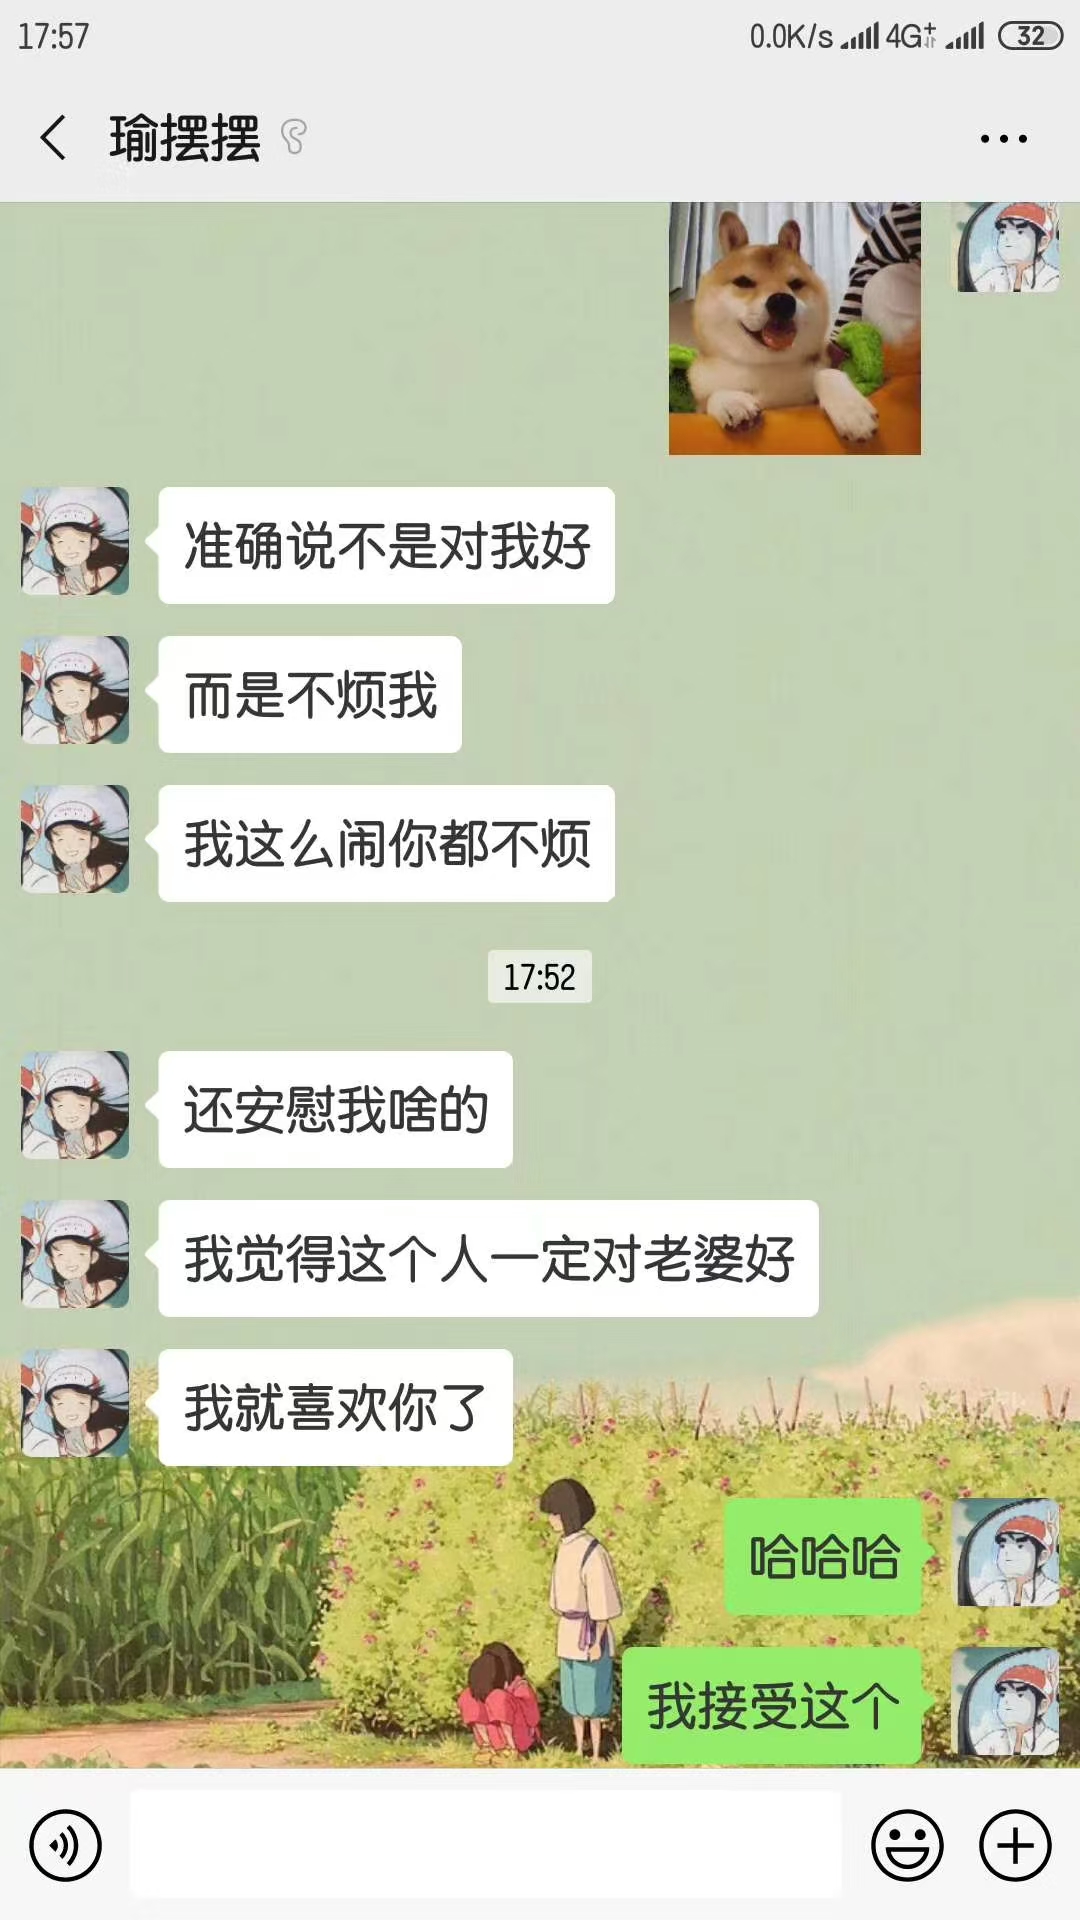 17:57
0.0K/s 4G+ 32
瑜摆摆
准确说不是对我好
而是不烦我
我这么闹你都不烦
17:52
还安慰我啥的
我觉得这个人一定对老婆好
我就喜欢你了
哈哈哈
我接受这个